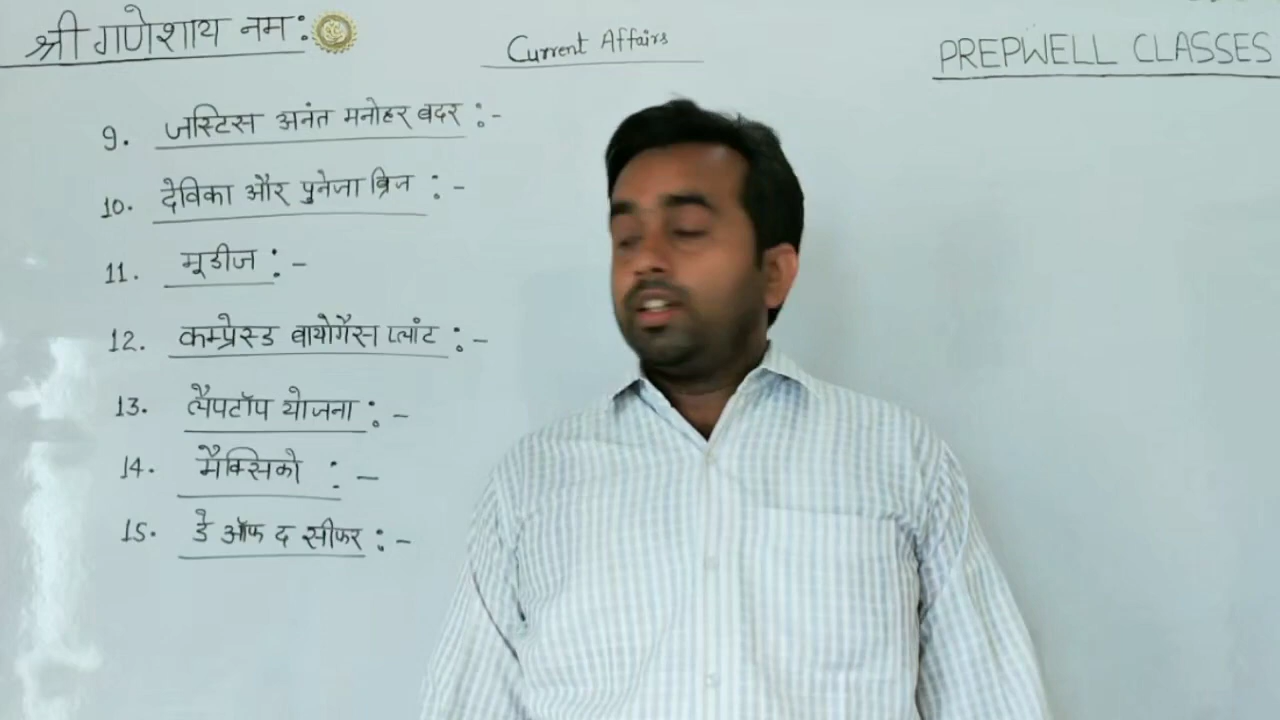 श्री गणेशाय नम:
Current Affairs
PREPWELL CLASSES
9. जस्टिस अनंत मनोहर बदर :-
10. देविका और पुनेजा ब्रिज :-
11. मूडीज :-
12. कम्प्रेस्ड बायोगैस प्लांट :-
13. लैपटॉप योजना :-
14. मैक्सिको :-
15. डे ऑफ द सीफर :-